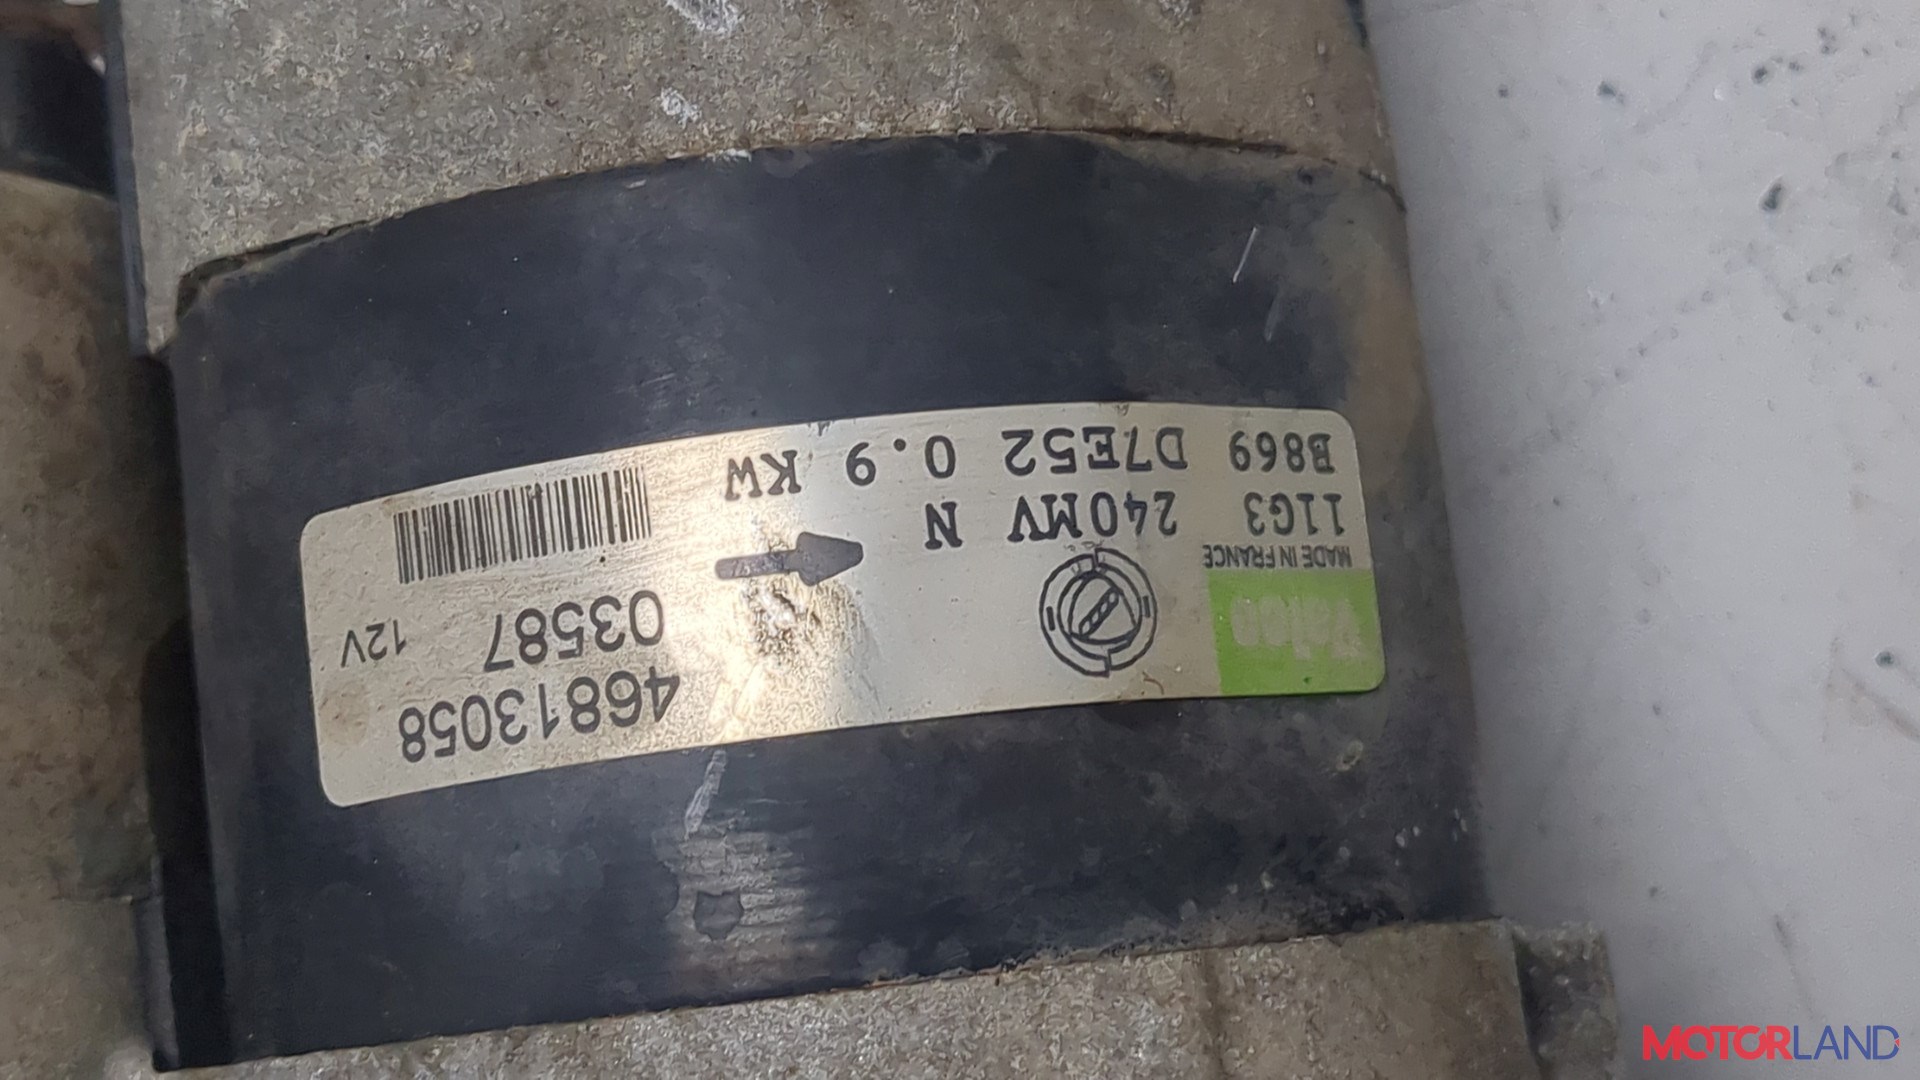 Valeo
MADE IN FRANCE
11G3 240MV N
B869 D7E52 0.9 KW
46813058
03587 12V
MOTORLAND